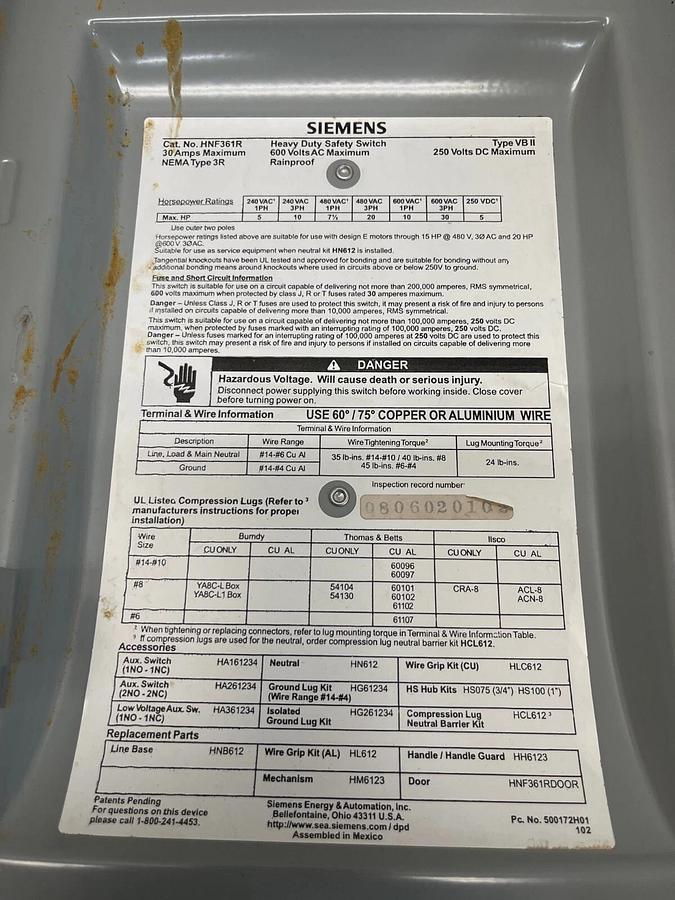 SIEMENS
Cat. No. HNF361R Heavy Duty Safety Switch Type VB II
30 Amps Maximum 600 Volts AC Maximum 250 Volts DC Maximum
NEMA Type 3R Rainproof
Horsepower Ratings 240 VAC¹ 1PH 240 VAC 3PH 480 VAC¹ 1PH 480 VAC 3PH 600 VAC¹ 1PH 600 VAC 3PH 250 VDC¹
Max. HP 5 10 7½ 20 10 30 5
Use outer two poles
Horsepower ratings listed above are suitable for use with design E motors through 15 HP @ 480 V, 3Ø AC and 20 HP
@600 V 3ØAC.
Suitable for use as service equipment when neutral kit HN612 is installed.
Tangential knockouts have been UL tested and approved for bonding and are suitable for bonding without any
additional bonding means around knockouts where used in circuits above or below 250V to ground.
Fuse and Short Circuit Information
This switch is suitable for use on a circuit capable of delivering not more than 200,000 amperes, RMS symmetrical,
600 volts maximum when protected by class J, R or T fuses rated 30 amperes maximum.
Danger – Unless Class J, R or T fuses are used to protect this switch, it may present a risk of fire and injury to persons
if installed on circuits capable of delivering more than 10,000 amperes, RMS symmetrical.
This switch is suitable for use on a circuit capable of delivering not more than 100,000 amperes, 250 volts DC
maximum, when protected by fuses marked with an interrupting rating of 100,000 amperes, 250 volts DC.
Danger – Unless fuses marked for an interrupting rating of 100,000 amperes at 250 volts DC are used to protect this
switch, this switch may present a risk of fire and injury to persons if installed on circuits capable of delivering more
than 10,000 amperes.
DANGER
Hazardous Voltage. Will cause death or serious injury.
Disconnect power supplying this switch before working inside. Close cover
before turning power on.
Terminal & Wire Information USE 60° / 75° COPPER OR ALUMINIUM WIRE
Terminal & Wire Information
Description Wire Range Wire Tightening Torque² Lug Mounting Torque²
Line, Load & Main Neutral #14-#6 Cu Al 35 lb-ins. #14-#10 / 40 lb-ins. #8 24 lb-ins.
Ground #14-#4 Cu Al 45 lb-ins. #6-#4
Inspection record number
UL Listed Compression Lugs (Refer to ³
manufacturers instructions for proper
installation)
0806020102
Wire Size Burndy Thomas & Betts Ilsco
CU ONLY CU AL CU ONLY CU AL CU ONLY CU AL
#14-#10 60096
60097
#8 YA8C-L Box 54104 60101 CRA-8 ACL-8
YA8C-L1 Box 54130 60102 ACN-8
61102
#6 61107
² When tightening or replacing connectors, refer to lug mounting torque in Terminal & Wire Information Table.
³ If compression lugs are used for the neutral, order compression lug neutral barrier kit HCL612.
Accessories
Aux. Switch HA161234 Neutral HN612 Wire Grip Kit (CU) HLC612
(1NO - 1NC)
Aux. Switch HA261234 Ground Lug Kit HG61234 HS Hub Kits HS075 (3/4") HS100 (1")
(2NO - 2NC) (Wire Range #14-#4)
Low Voltage Aux. Sw. HA361234 Isolated HG261234 Compression Lug HCL612 ³
(1NO - 1NC) Ground Lug Kit Neutral Barrier Kit
Replacement Parts
Line Base HNB612 Wire Grip Kit (AL) HL612 Handle / Handle Guard HH6123
Mechanism HM6123 Door HNF361RDOOR
Patents Pending
For questions on this device
please call 1-800-241-4453.
Siemens Energy & Automation, Inc.
Bellefontaine, Ohio 43311 U.S.A.
http://www.sea.siemens.com / dpd
Assembled in Mexico
Pc. No. 500172H01
102